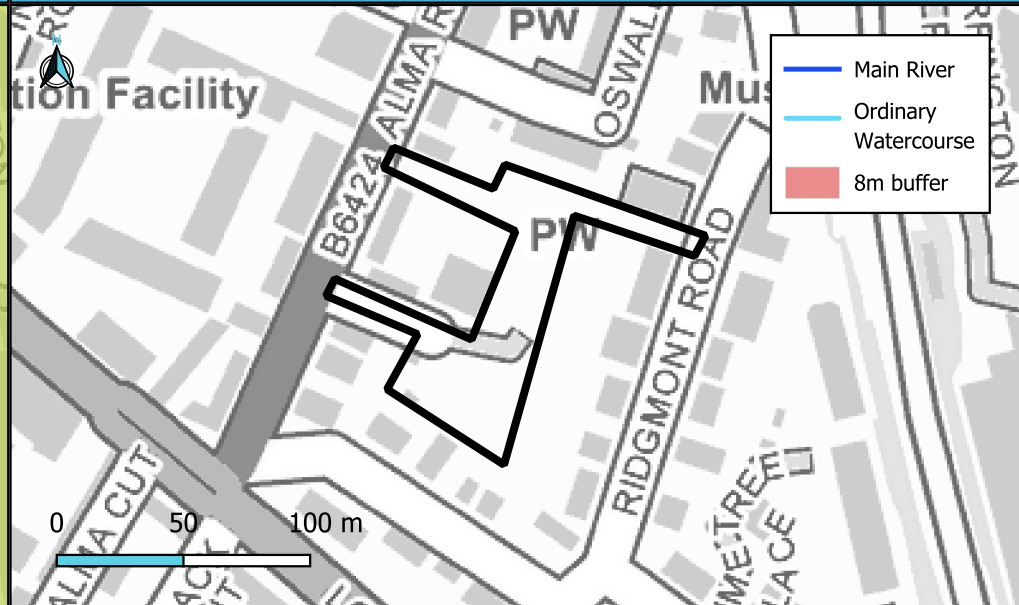 PW
OSWAL
ALMA R
tion Facility
Mus
B6424
PW
RIDGMONT ROAD
ALMA CUT
N
0 50 100 m
Main River
Ordinary
Watercourse
8m buffer